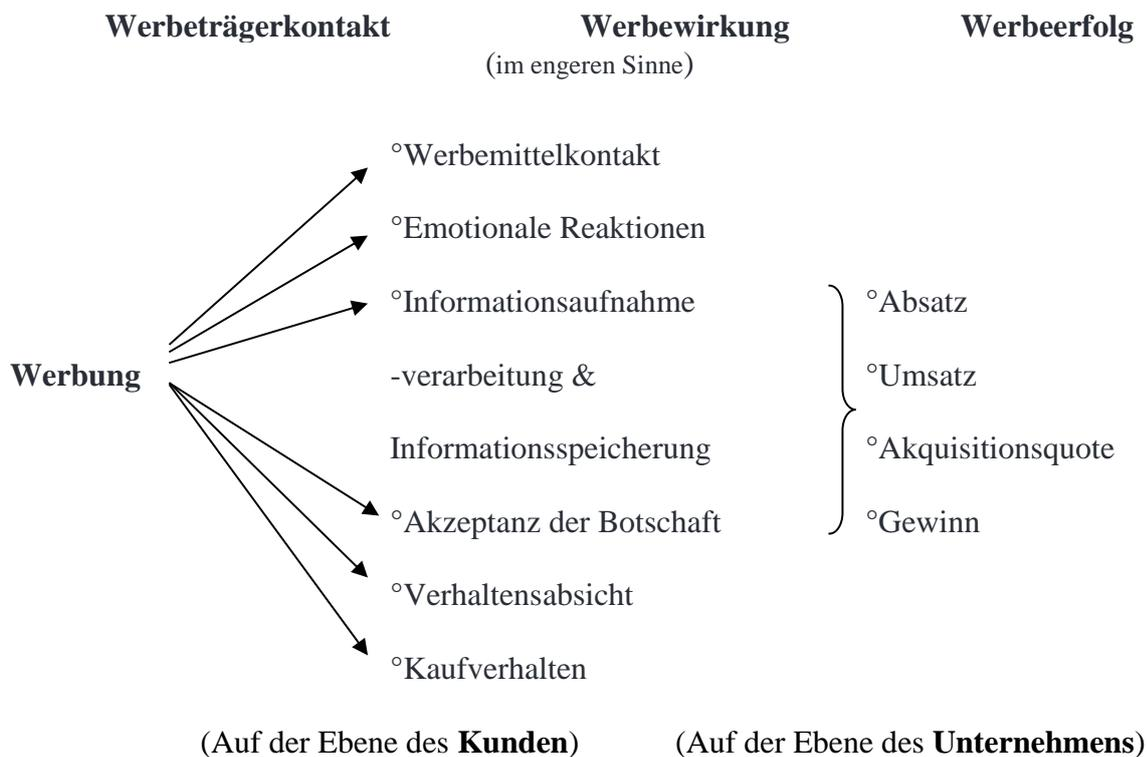 Werbeträgerkontakt Werbewirkung Werbeerfolg
(im engeren Sinne)
°Werbemittelkontakt
°Emotionale Reaktionen
°Informationsaufnahme °Absatz
Werbung -verarbeitung & °Umsatz
Informationsspeicherung °Akquisitionsquote
°Akzeptanz der Botschaft °Gewinn
°Verhaltensabsicht
°Kaufverhalten
(Auf der Ebene des Kunden) (Auf der Ebene des Unternehmens)